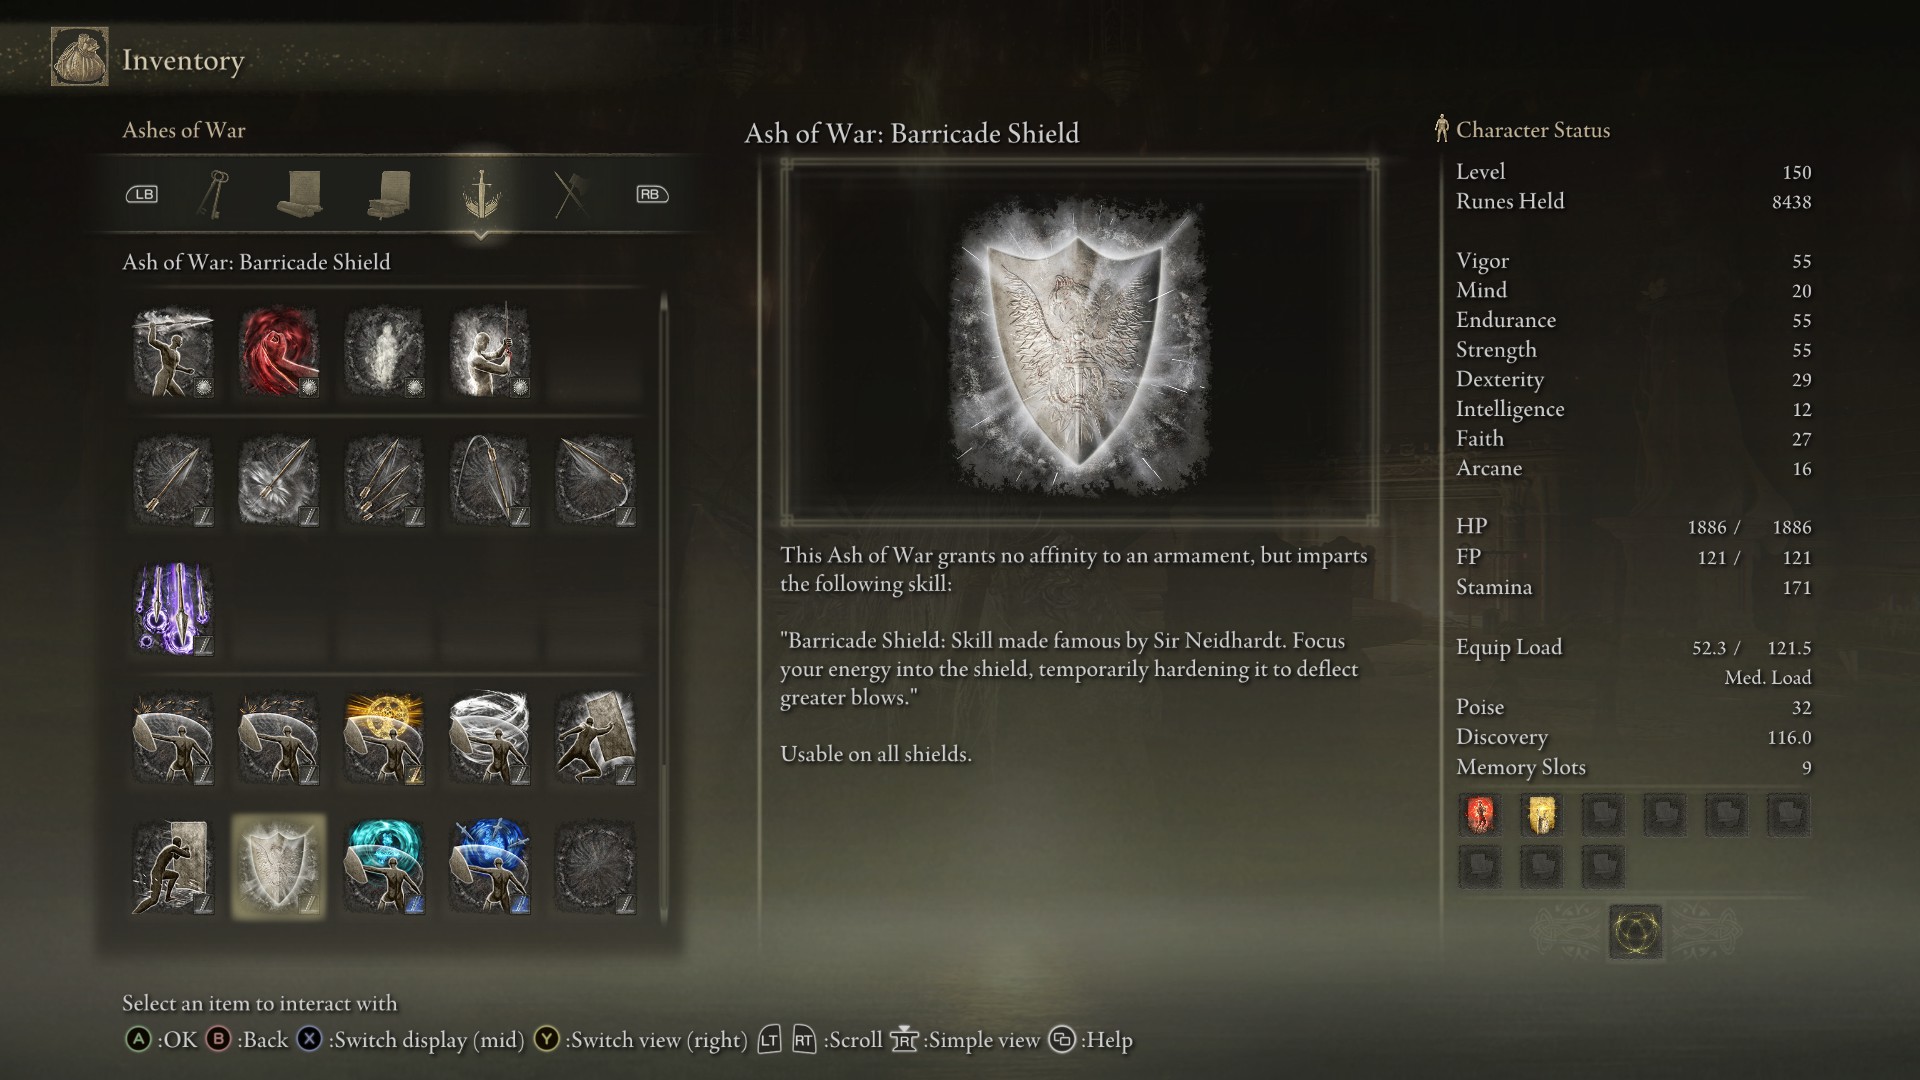 Inventory
Ashes of War
LB
RB
Ash of War: Barricade Shield
Ash of War: Barricade Shield
This Ash of War grants no affinity to an armament, but imparts
the following skill:
"Barricade Shield: Skill made famous by Sir Neidhardt. Focus
your energy into the shield, temporarily hardening it to deflect
greater blows."
Usable on all shields.
Character Status
Level 150
Runes Held 8438
Vigor 55
Mind 20
Endurance 55
Strength 55
Dexterity 29
Intelligence 12
Faith 27
Arcane 16
HP 1886 / 1886
FP 121 / 121
Stamina 171
Equip Load 52.3 / 121.5
Med. Load
Poise 32
Discovery 116.0
Memory Slots 9
Select an item to interact with
A :OK B :Back X :Switch display (mid) Y :Switch view (right) LT RT :Scroll R :Simple view :Help